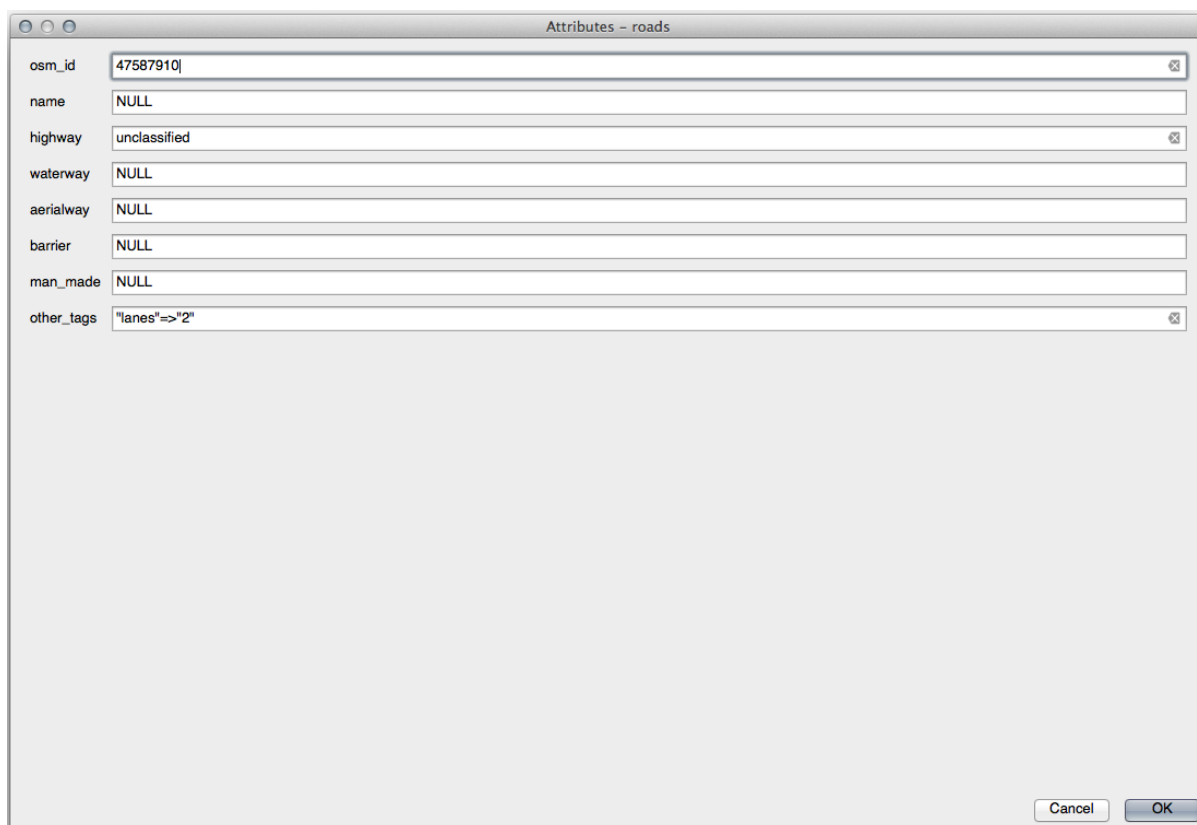 Attributes – roads
osm_id 47587910
name NULL
highway unclassified
waterway NULL
aerialway NULL
barrier NULL
man_made NULL
other_tags "lanes"=>"2"
Cancel OK